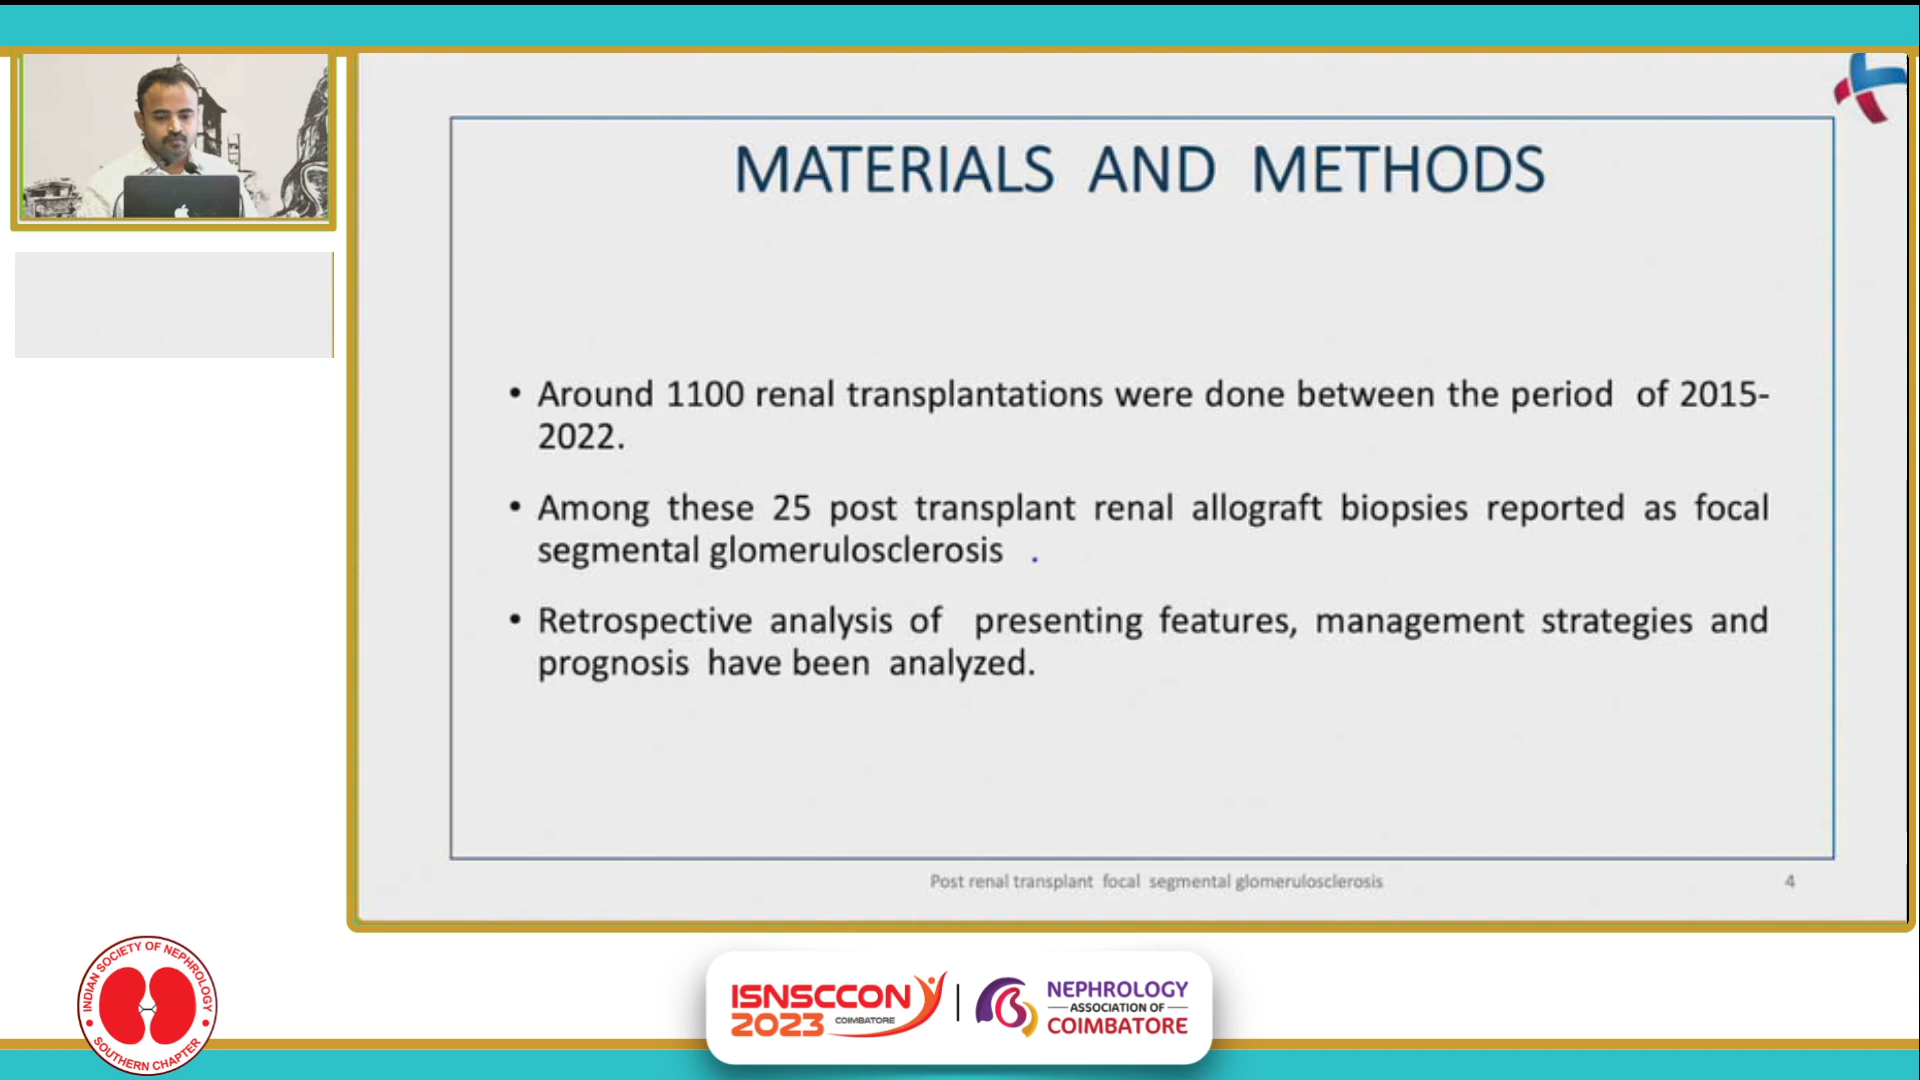 MATERIALS AND METHODS
• Around 1100 renal transplantations were done between the period of 2015-
2022.
• Among these 25 post transplant renal allograft biopsies reported as focal
segmental glomerulosclerosis .
• Retrospective analysis of presenting features, management strategies and
prognosis have been analyzed.
Post renal transplant focal segmental glomerulosclerosis
4
INDIAN SOCIETY OF NEPHROLOGY
SOUTHERN CHAPTER
ISNSCCON
2023 COIMBATORE
NEPHROLOGY
ASSOCIATION OF
COIMBATORE